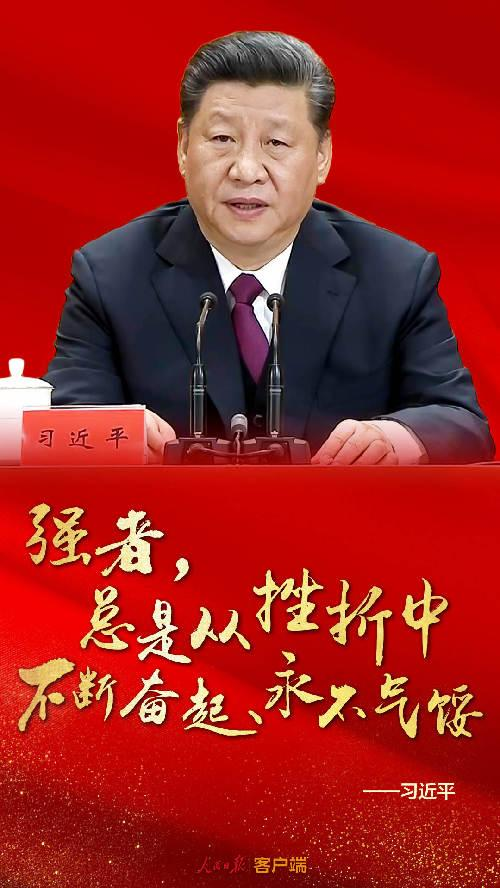 习近平
强者，
总是从挫折中
不断奋起、永不气馁
——习近平
人民日报 客户端